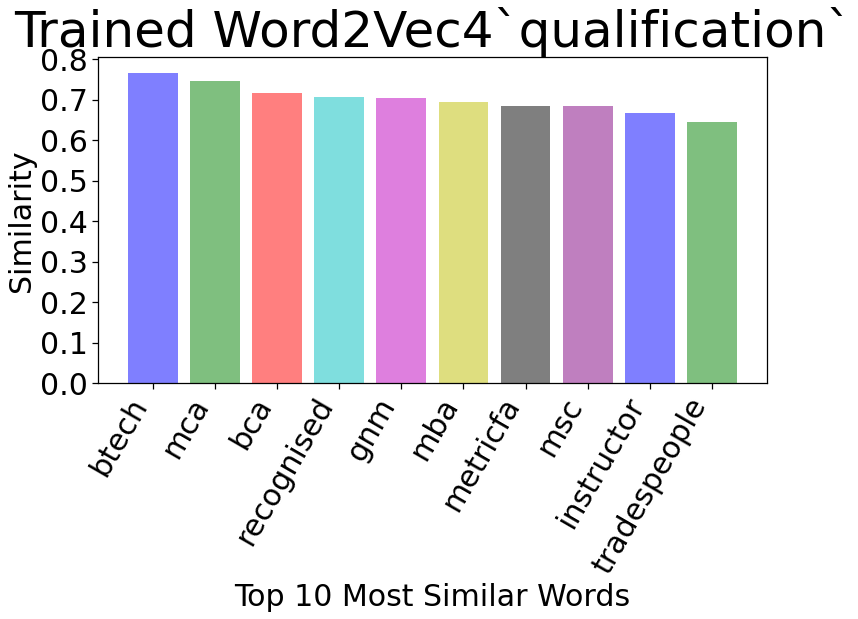 Trained Word2Vec4`qualification`
0.8
0.7
0.6
0.5
0.4
0.3
0.2
0.1
0.0
Similarity
btech
mca
bca
recognised
gnm
mba
metricfa
msc
instructor
tradespeople
Top 10 Most Similar Words